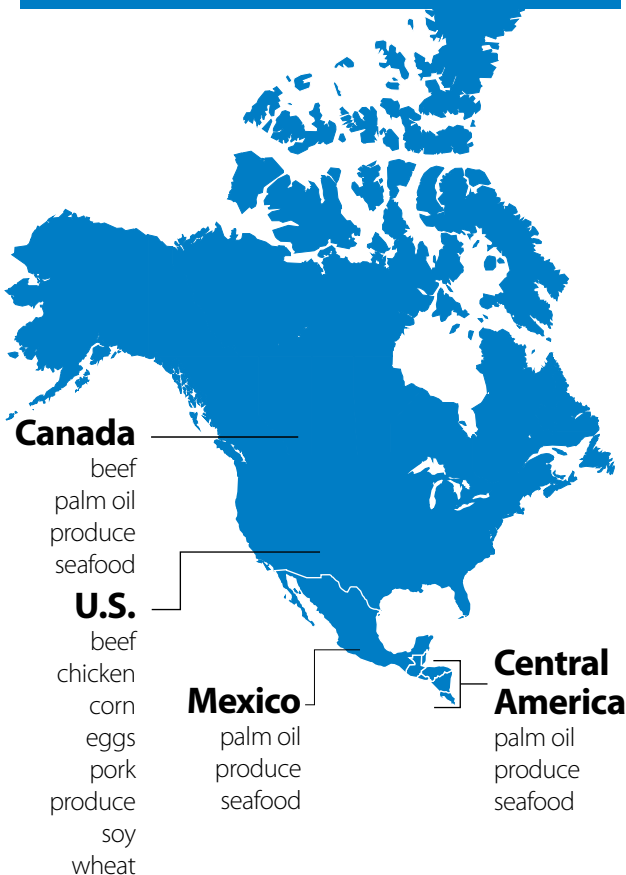 Canada
beef
palm oil
produce
seafood
U.S.
beef
chicken
corn
eggs
pork
produce
soy
wheat
Mexico
palm oil
produce
seafood
Central
America
palm oil
produce
seafood